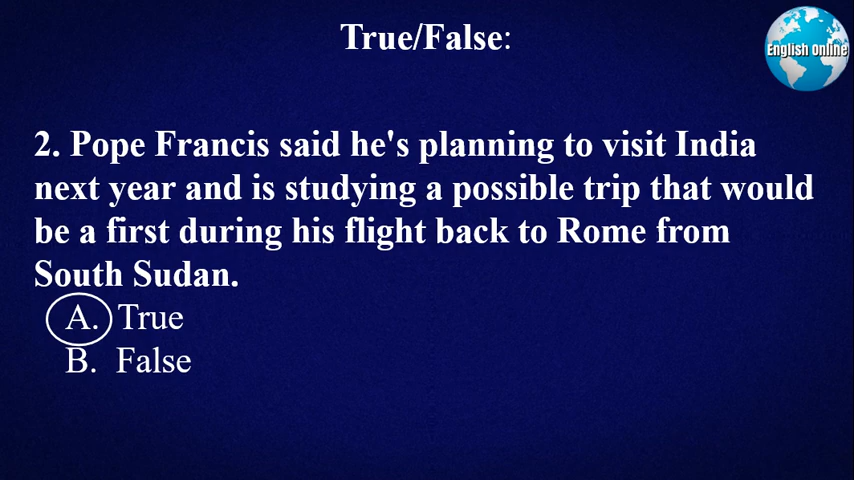 True/False:
English Online
2. Pope Francis said he's planning to visit India
next year and is studying a possible trip that would
be a first during his flight back to Rome from
South Sudan.
A. True
B. False